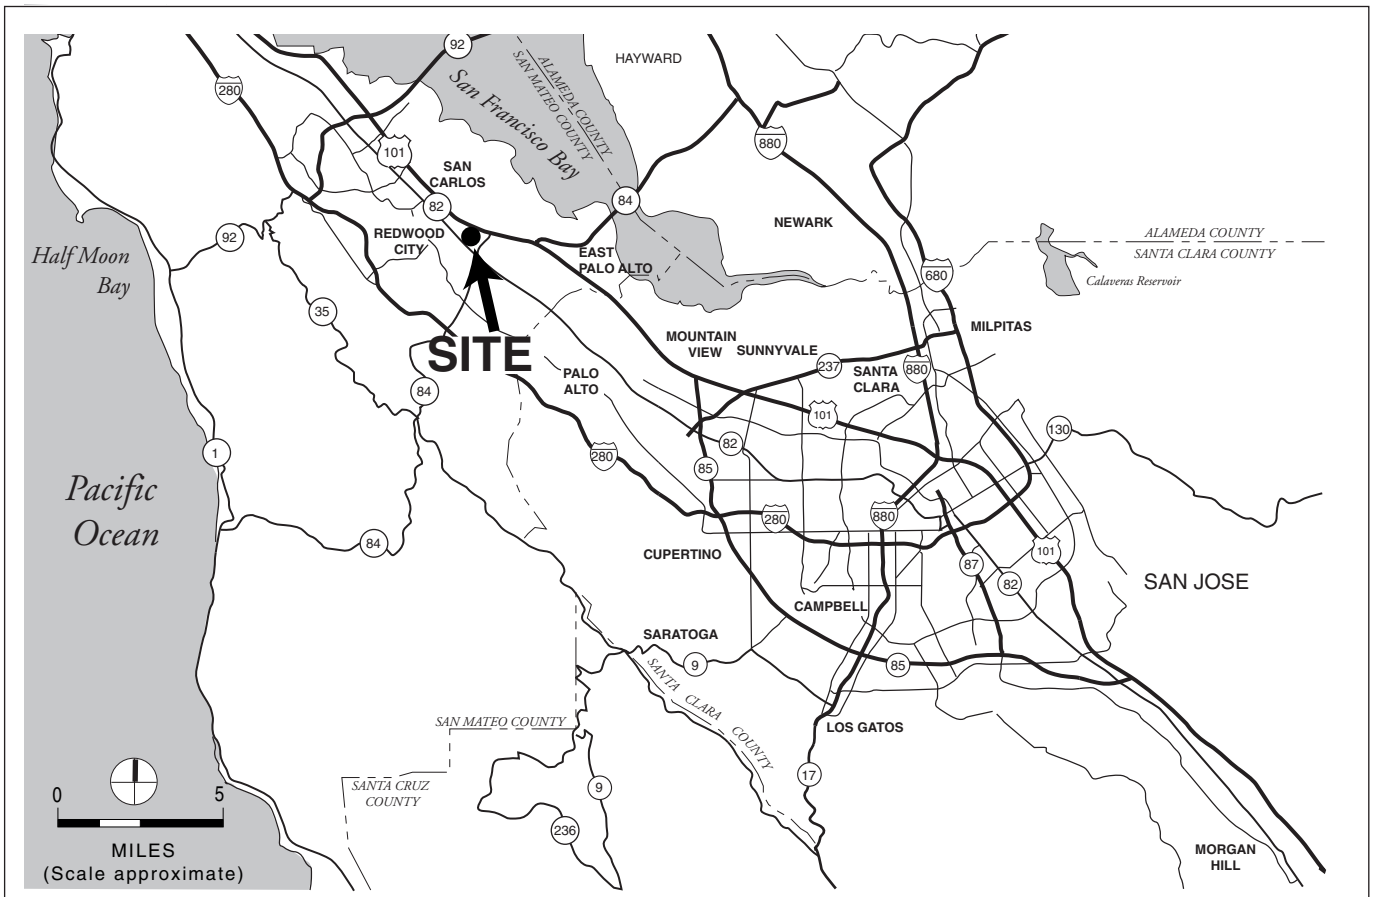 92
HAYWARD
ALAMEDA COUNTY
SAN MATEO COUNTY
San Francisco Bay
280
880
101
SAN
CARLOS
84
82
NEWARK
92
REDWOOD
CITY
EAST
PALO ALTO
ALAMEDA COUNTY
SANTA CLARA COUNTY
Half Moon
Bay
680
Calaveras Reservoir
35
MILPITAS
SITE
MOUNTAIN
VIEW
SUNNYVALE
237
SANTA
CLARA
880
PALO
ALTO
84
101
130
82
1
280
85
Pacific
Ocean
280
880
84
CUPERTINO
101
87
82
SAN JOSE
CAMPBELL
SARATOGA
9
85
SANTA CLARA COUNTY
SAN MATEO COUNTY
LOS GATOS
17
SANTA CRUZ
COUNTY
9
236
0 5
MILES
(Scale approximate)
MORGAN
HILL